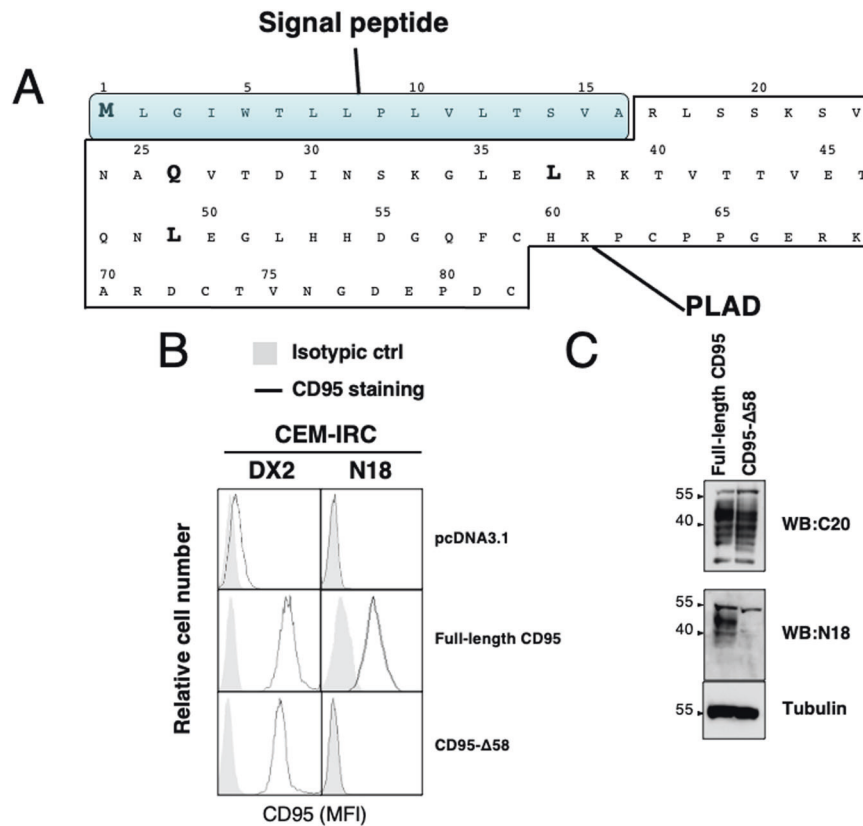 Signal peptide
A
1 5 10 15 20
M L G I W T L L P L V L T S V A R L S S K S V
25 30 35 40 45
N A Q V T D I N S K G L E L R K T V T T V E T
50 55 60 65
Q N L E G L H H D G Q F C H K P C P P G E R K
70 75 80
A R D C T V N G D E P D C
PLAD
B
Isotypic ctrl
CD95 staining
CEM-IRC
DX2 N18
Relative cell number
pcDNA3.1
Full-length CD95
CD95-Δ58
CD95 (MFI)
C
Full-length CD95
CD95-Δ58
55
40
WB:C20
55
40
WB:N18
55
Tubulin